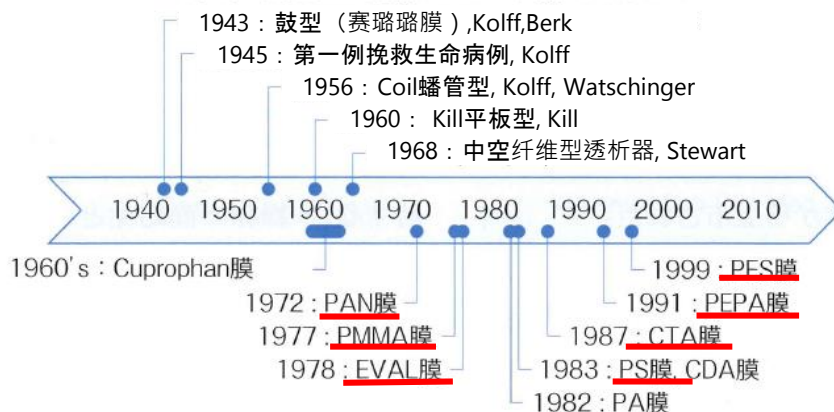 1943：鼓型（赛璐璐膜）,Kolff,Berk
1945：第一例挽救生命病例, Kolff
1956：Coil蟠管型, Kolff, Watschinger
1960： Kill平板型, Kill
1968：中空纤维型透析器, Stewart
1940 1950 1960 1970 1980 1990 2000 2010
1960's：Cuprophan膜
1999 : PES膜
1972 : PAN膜
1991 : PEPA膜
1977 : PMMA膜
1987 : CTA膜
1978 : EVAL膜
1983 : PS膜, CDA膜
1982 : PA膜